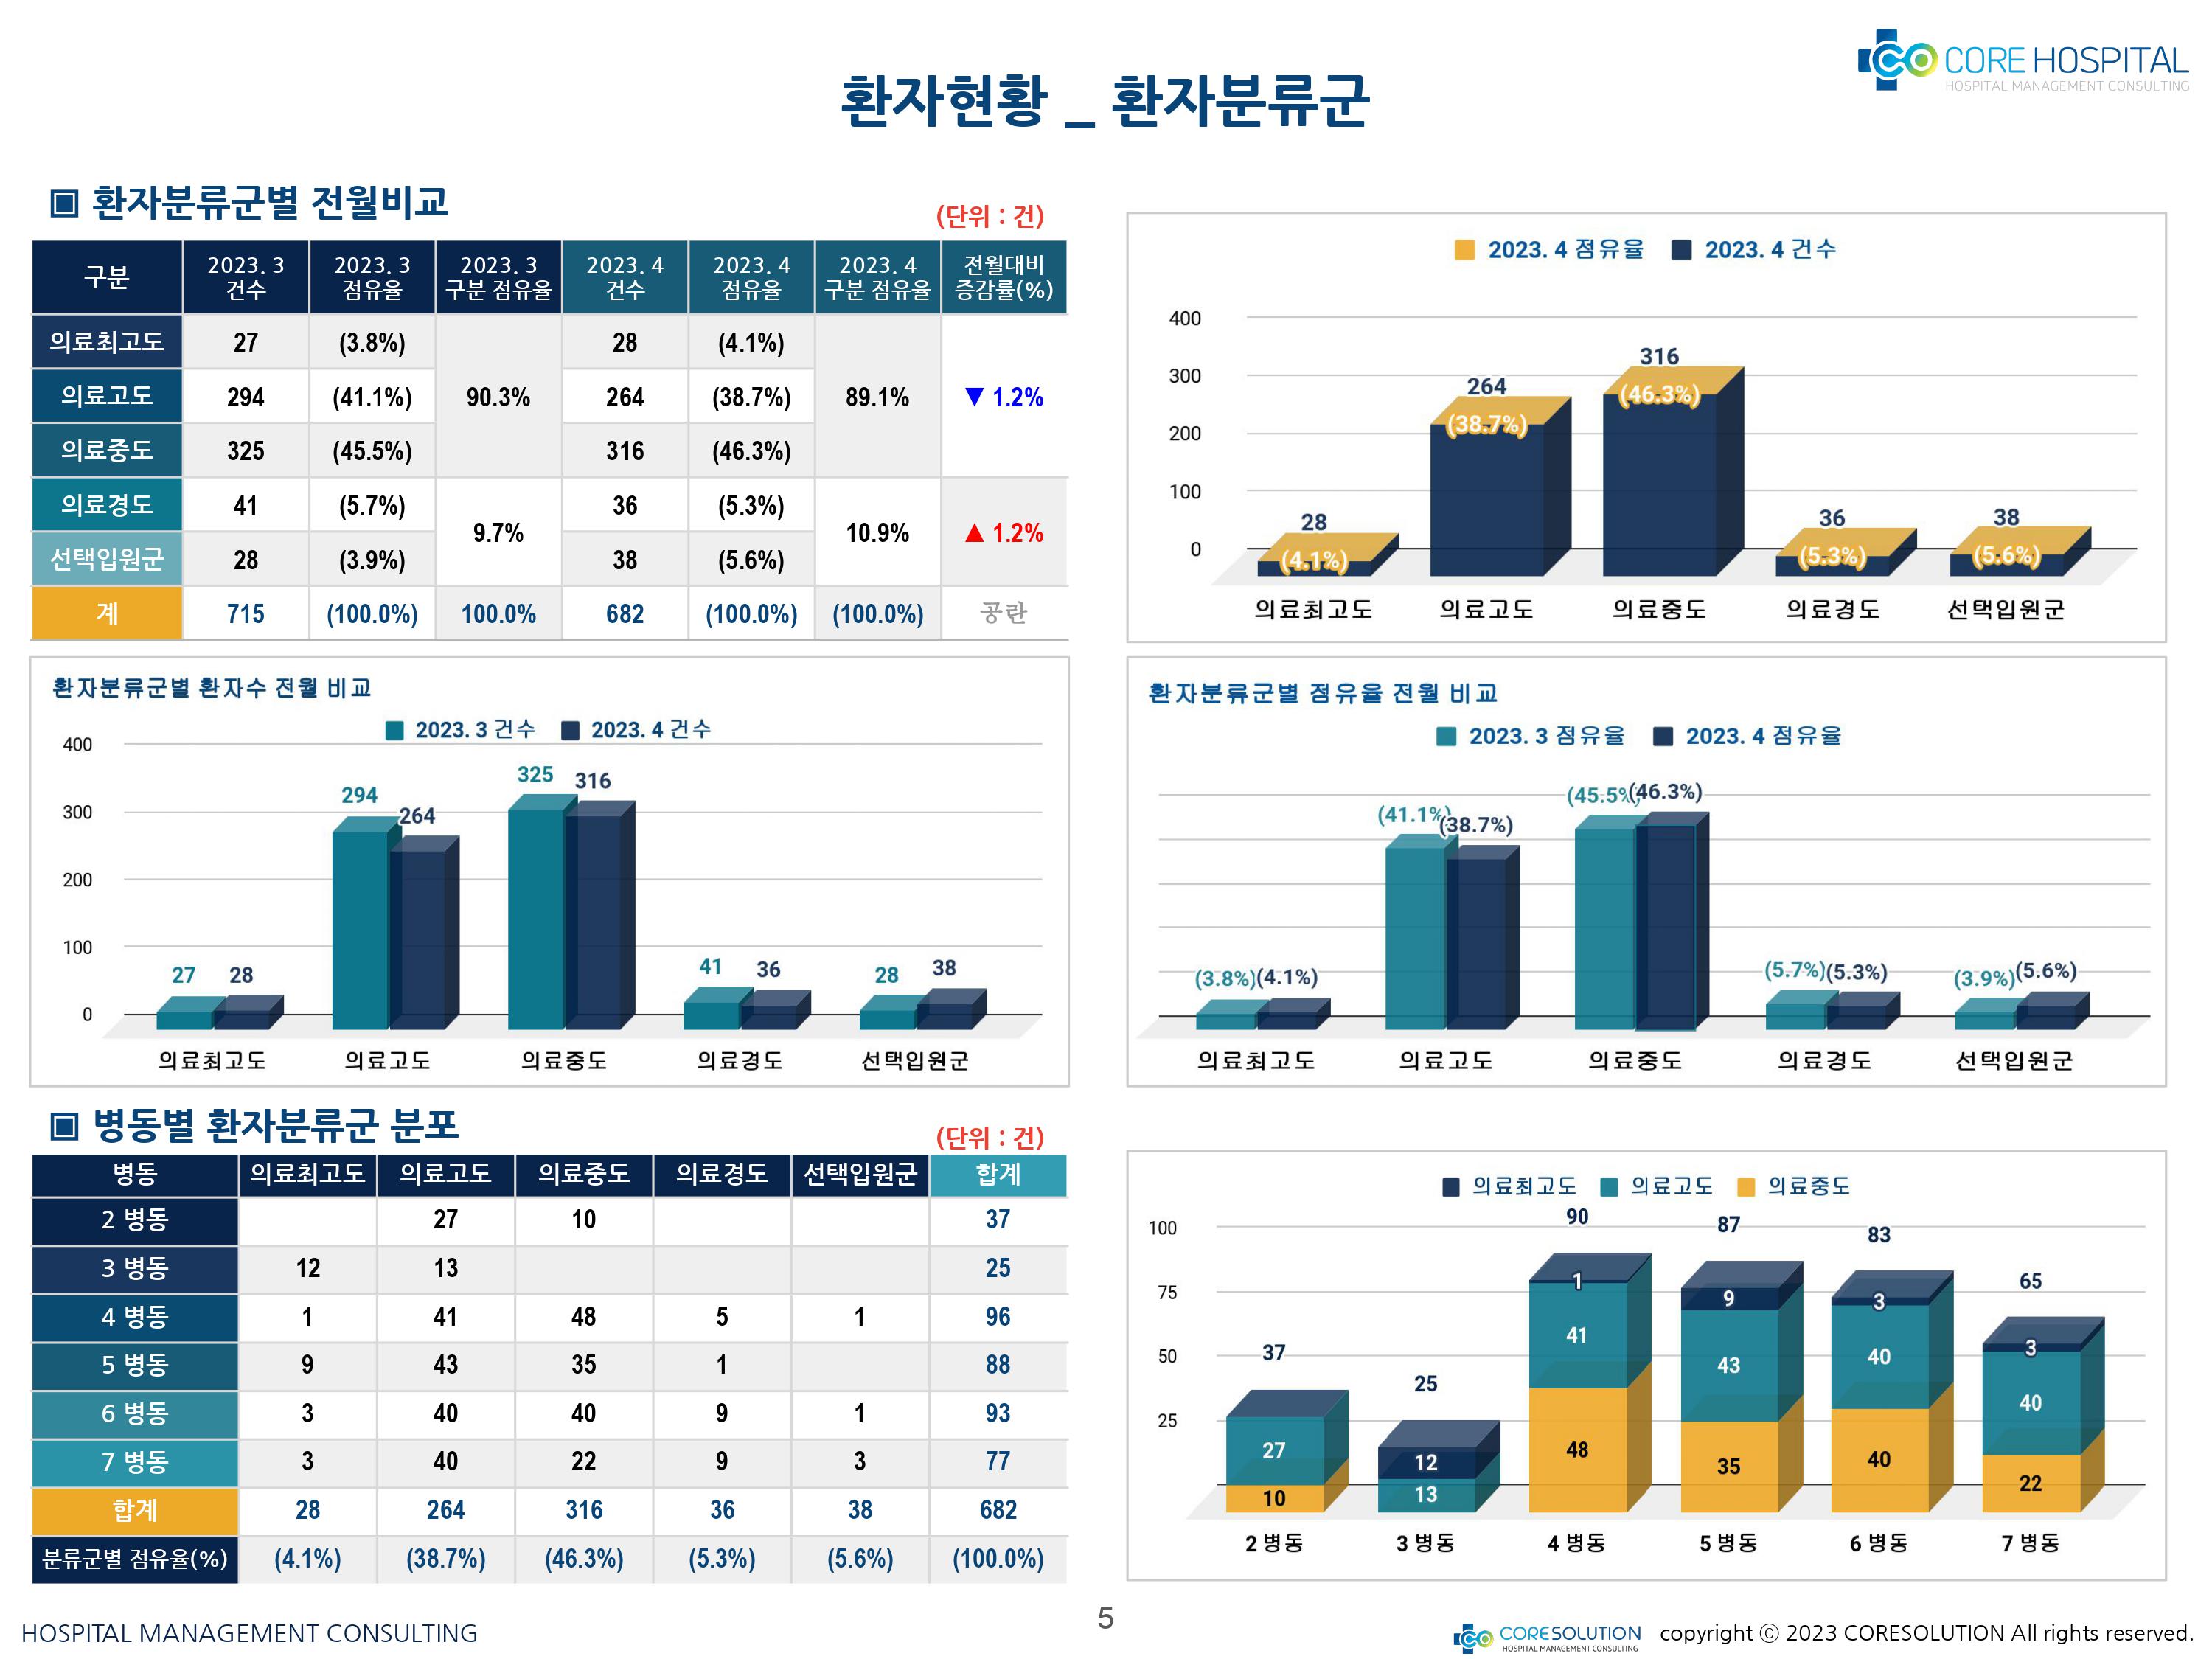 CORE HOSPITAL
HOSPITAL MANAGEMENT CONSULTING
환자현황 _ 환자분류군
▣ 환자분류군별 전월비교
(단위 : 건)
구분 2023. 3 건수 2023. 3 점유율 2023. 3 구분 점유율 2023. 4 건수 2023. 4 점유율 2023. 4 구분 점유율 전월대비 증감률(%)
의료최고도 27 (3.8%) 28 (4.1%)
의료고도 294 (41.1%) 90.3% 264 (38.7%) 89.1% ▼ 1.2%
의료중도 325 (45.5%) 316 (46.3%)
의료경도 41 (5.7%) 36 (5.3%)
9.7% 10.9% ▲ 1.2%
선택입원군 28 (3.9%) 38 (5.6%)
계 715 (100.0%) 100.0% 682 (100.0%) (100.0%) 공란
2023. 4 점유율 2023. 4 건수
400
300
200
100
0
28 264 316 36 38
(4.1%) (38.7%) (46.3%) (5.3%) (5.6%)
의료최고도 의료고도 의료중도 의료경도 선택입원군
환자분류군별 환자수 전월 비교
2023. 3 건수 2023. 4 건수
400
300
200
100
0
27 28 294 264 325 316 41 36 28 38
의료최고도 의료고도 의료중도 의료경도 선택입원군
환자분류군별 점유율 전월 비교
2023. 3 점유율 2023. 4 점유율
(3.8%) (4.1%) (41.1%) (38.7%) (45.5%) (46.3%) (5.7%) (5.3%) (3.9%) (5.6%)
의료최고도 의료고도 의료중도 의료경도 선택입원군
▣ 병동별 환자분류군 분포
(단위 : 건)
병동 의료최고도 의료고도 의료중도 의료경도 선택입원군 합계
2 병동 27 10 37
3 병동 12 13 25
4 병동 1 41 48 5 1 96
5 병동 9 43 35 1 88
6 병동 3 40 40 9 1 93
7 병동 3 40 22 9 3 77
합계 28 264 316 36 38 682
분류군별 점유율(%) (4.1%) (38.7%) (46.3%) (5.3%) (5.6%) (100.0%)
의료최고도 의료고도 의료중도
100
75
50
25
37 25 90 87 83 65
12 1 9 3 3
27 13 41 43 40 40
10 48 35 40 22
2 병동 3 병동 4 병동 5 병동 6 병동 7 병동
HOSPITAL MANAGEMENT CONSULTING
5
CORESOLUTION
HOSPITAL MANAGEMENT CONSULTING
copyright ⓒ 2023 CORESOLUTION All rights reserved.